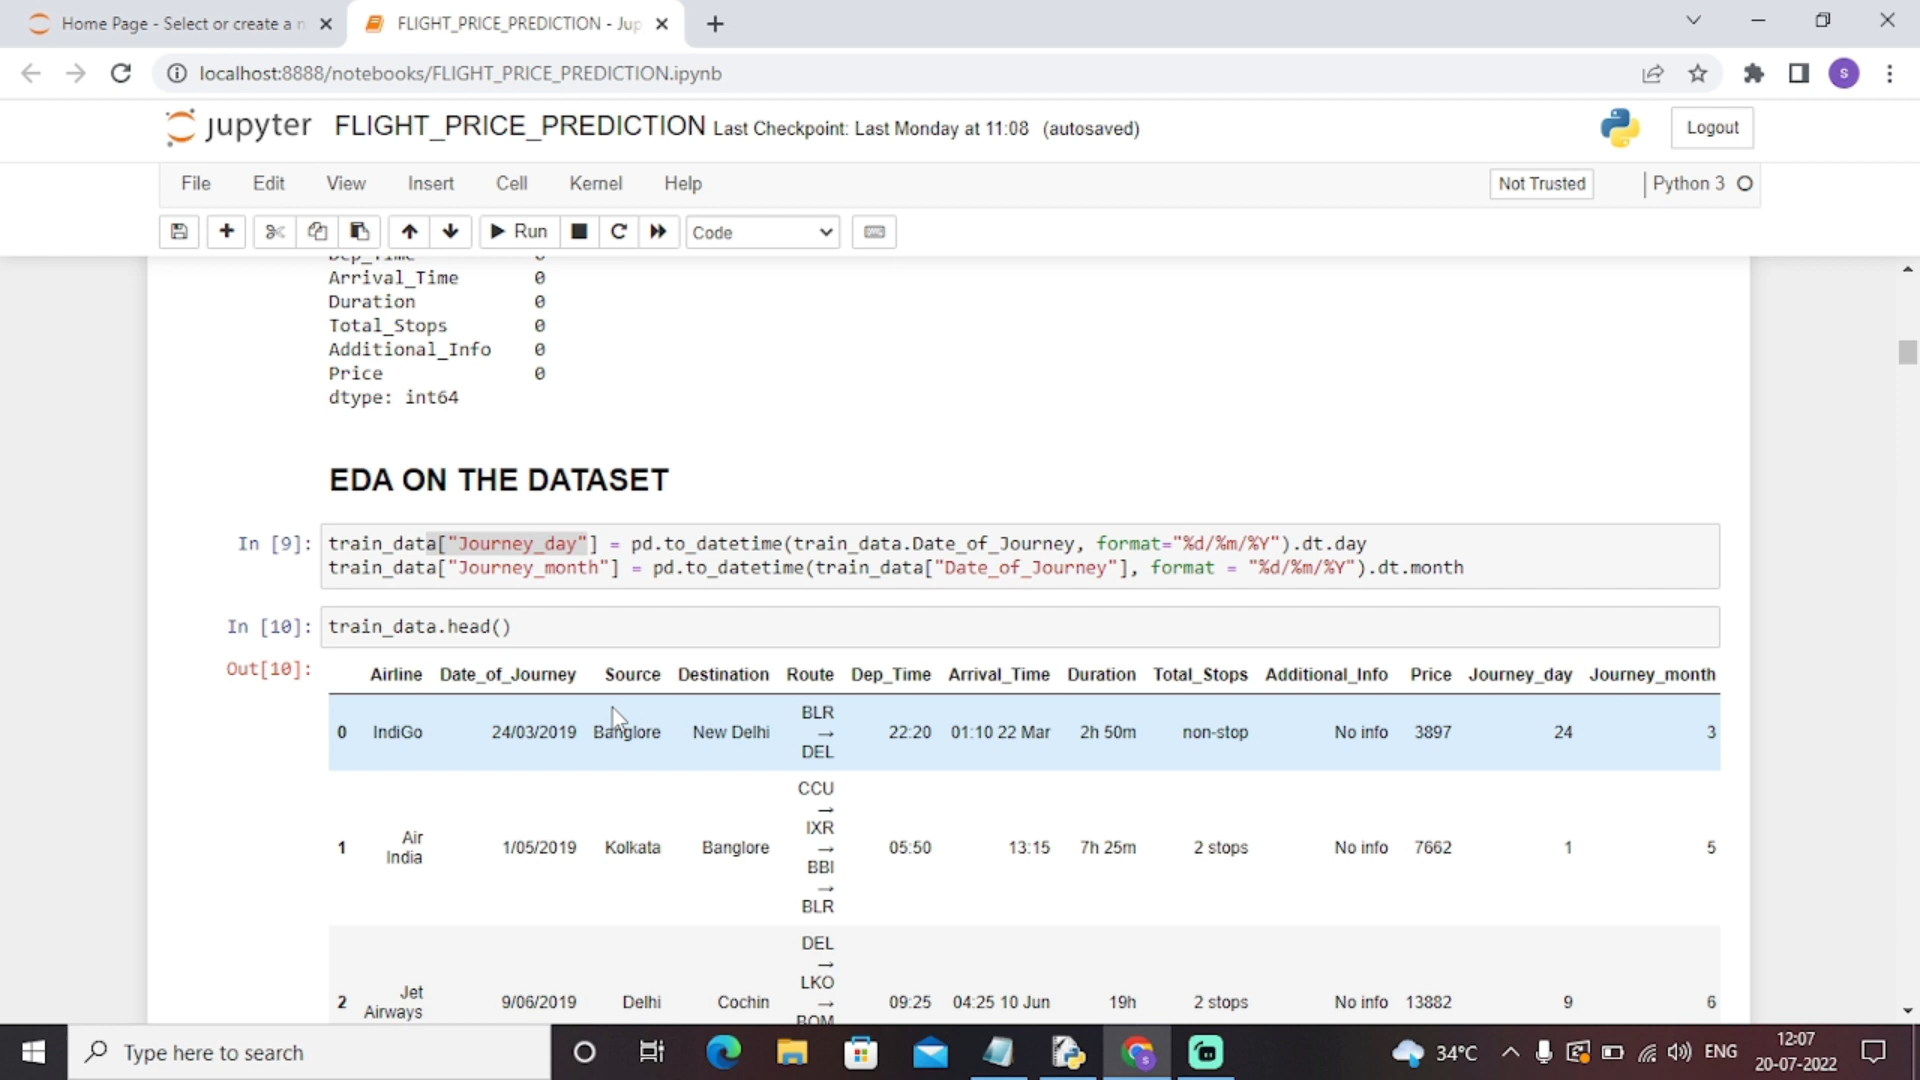 Home Page - Select or create a n
FLIGHT_PRICE_PREDICTION - Jup
localhost:8888/notebooks/FLIGHT_PRICE_PREDICTION.ipynb
S
jupyter FLIGHT_PRICE_PREDICTION Last Checkpoint: Last Monday at 11:08 (autosaved)
Logout
File Edit View Insert Cell Kernel Help
Not Trusted
Python 3
Run
Code
Dep_Time 0
Arrival_Time 0
Duration 0
Total_Stops 0
Additional_Info 0
Price 0
dtype: int64
EDA ON THE DATASET
In [9]: train_data["Journey_day"] = pd.to_datetime(train_data.Date_of_Journey, format="%d/%m/%Y").dt.day
train_data["Journey_month"] = pd.to_datetime(train_data["Date_of_Journey"], format = "%d/%m/%Y").dt.month
In [10]: train_data.head()
Out[10]:
Airline Date_of_Journey Source Destination Route Dep_Time Arrival_Time Duration Total_Stops Additional_Info Price Journey_day Journey_month
0 IndiGo 24/03/2019 Banglore New Delhi BLR → DEL 22:20 01:10 22 Mar 2h 50m non-stop No info 3897 24 3
1 Air India 1/05/2019 Kolkata Banglore CCU → IXR → BBI → BLR 05:50 13:15 7h 25m 2 stops No info 7662 1 5
2 Jet Airways 9/06/2019 Delhi Cochin DEL → LKO → BOM 09:25 04:25 10 Jun 19h 2 stops No info 13882 9 6
Type here to search
34°C
ENG
12:07
20-07-2022